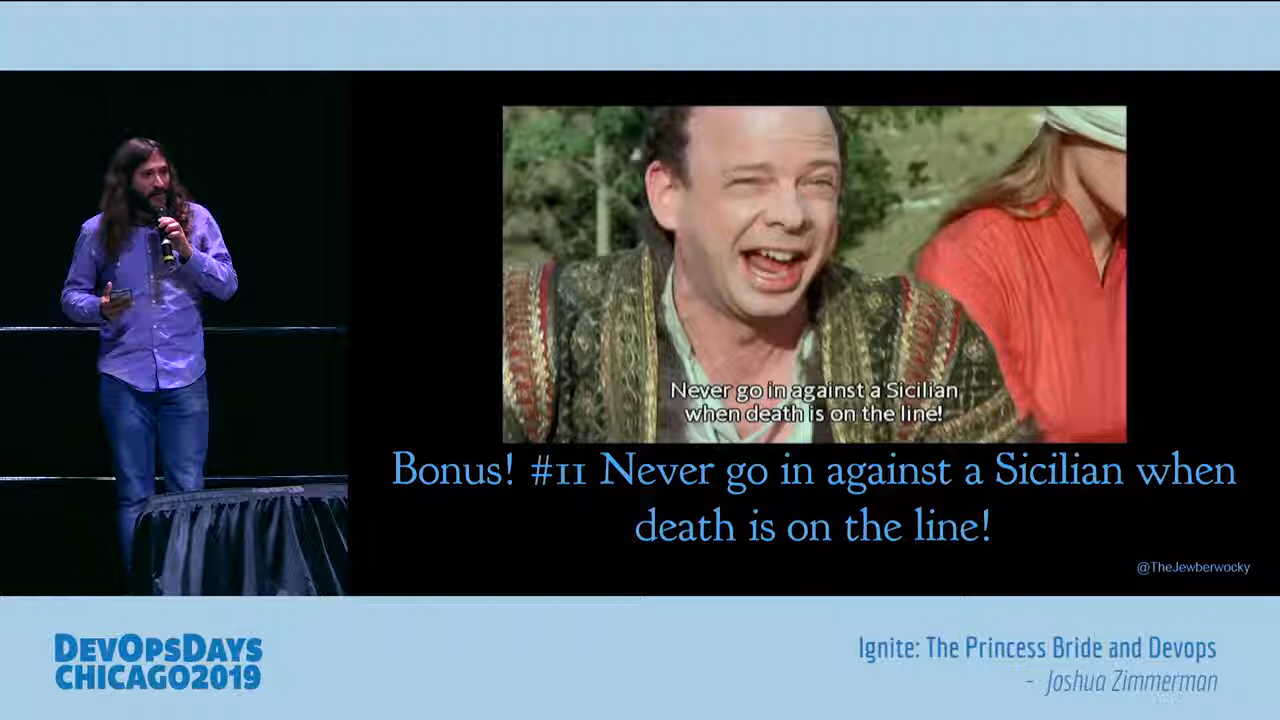 Never go in against a Sicilian
when death is on the line!
Bonus! #11 Never go in against a Sicilian when
death is on the line!
@TheJewberwocky
DEVOPSDAYS
CHICAGO2019
Ignite: The Princess Bride and Devops
- Joshua Zimmerman